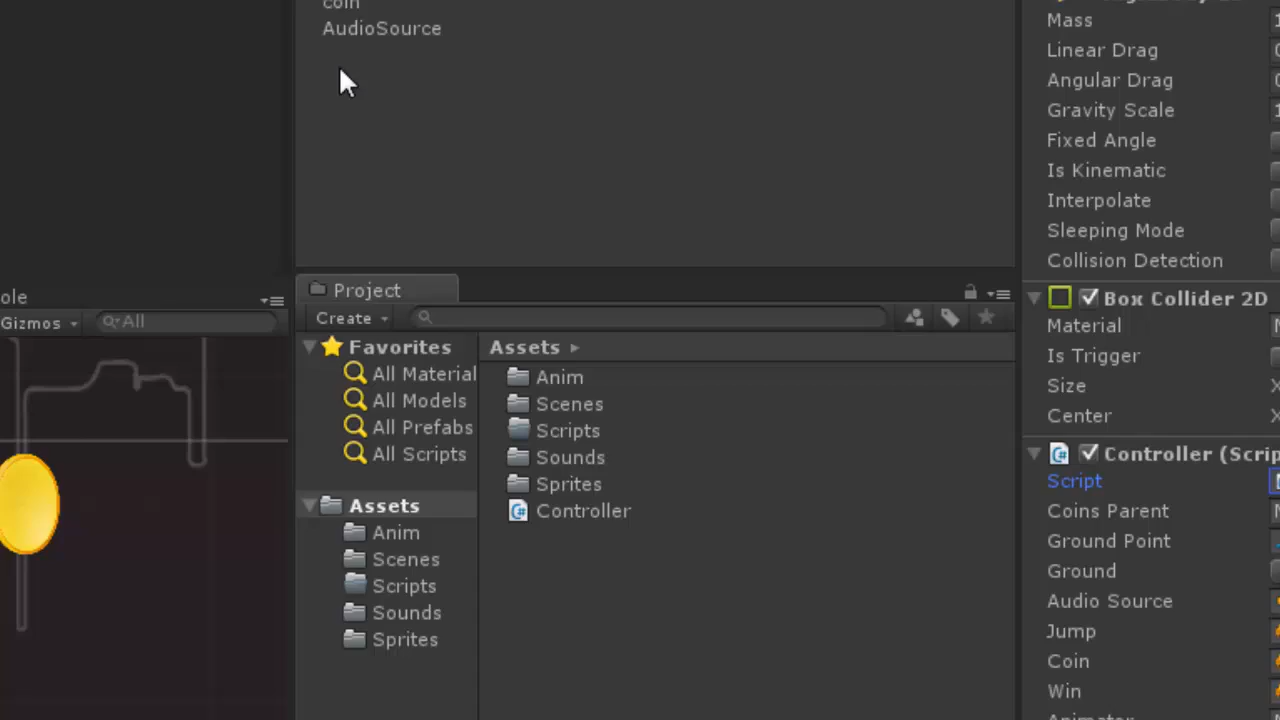 coin
AudioSource
Mass
Linear Drag
Angular Drag
Gravity Scale
Fixed Angle
Is Kinematic
Interpolate
Sleeping Mode
Collision Detection
Box Collider 2D
Material
Is Trigger
Size
Center
Controller (Scrip
Script
Coins Parent
Ground Point
Ground
Audio Source
Jump
Coin
Win
Animator
ole
Gizmos
All
Project
Create
Favorites
All Material
All Models
All Prefabs
All Scripts
Assets
Anim
Scenes
Scripts
Sounds
Sprites
Assets
Anim
Scenes
Scripts
Sounds
Sprites
Controller